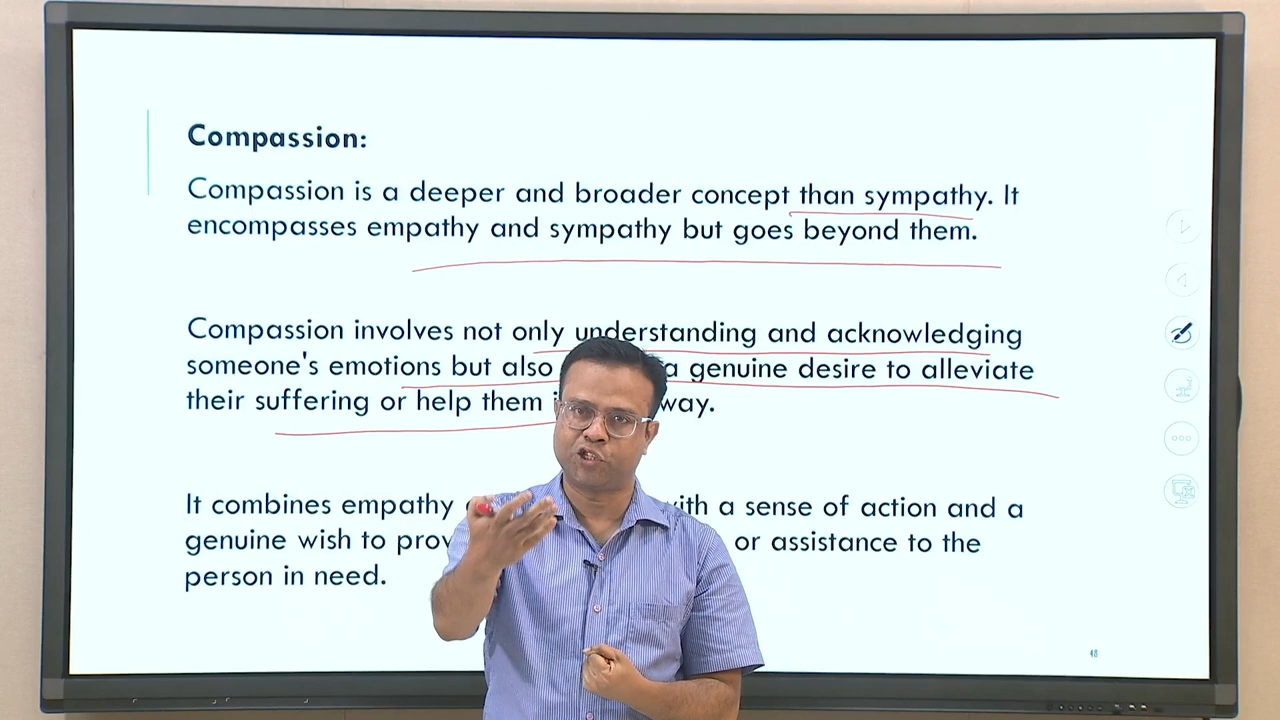 Compassion:
Compassion is a deeper and broader concept than sympathy. It
encompasses empathy and sympathy but goes beyond them.
Compassion involves not only understanding and acknowledging
someone's emotions but also a genuine desire to alleviate
their suffering or help them way.
It combines empathy with a sense of action and a
genuine wish to or assistance to the
person in need.
48